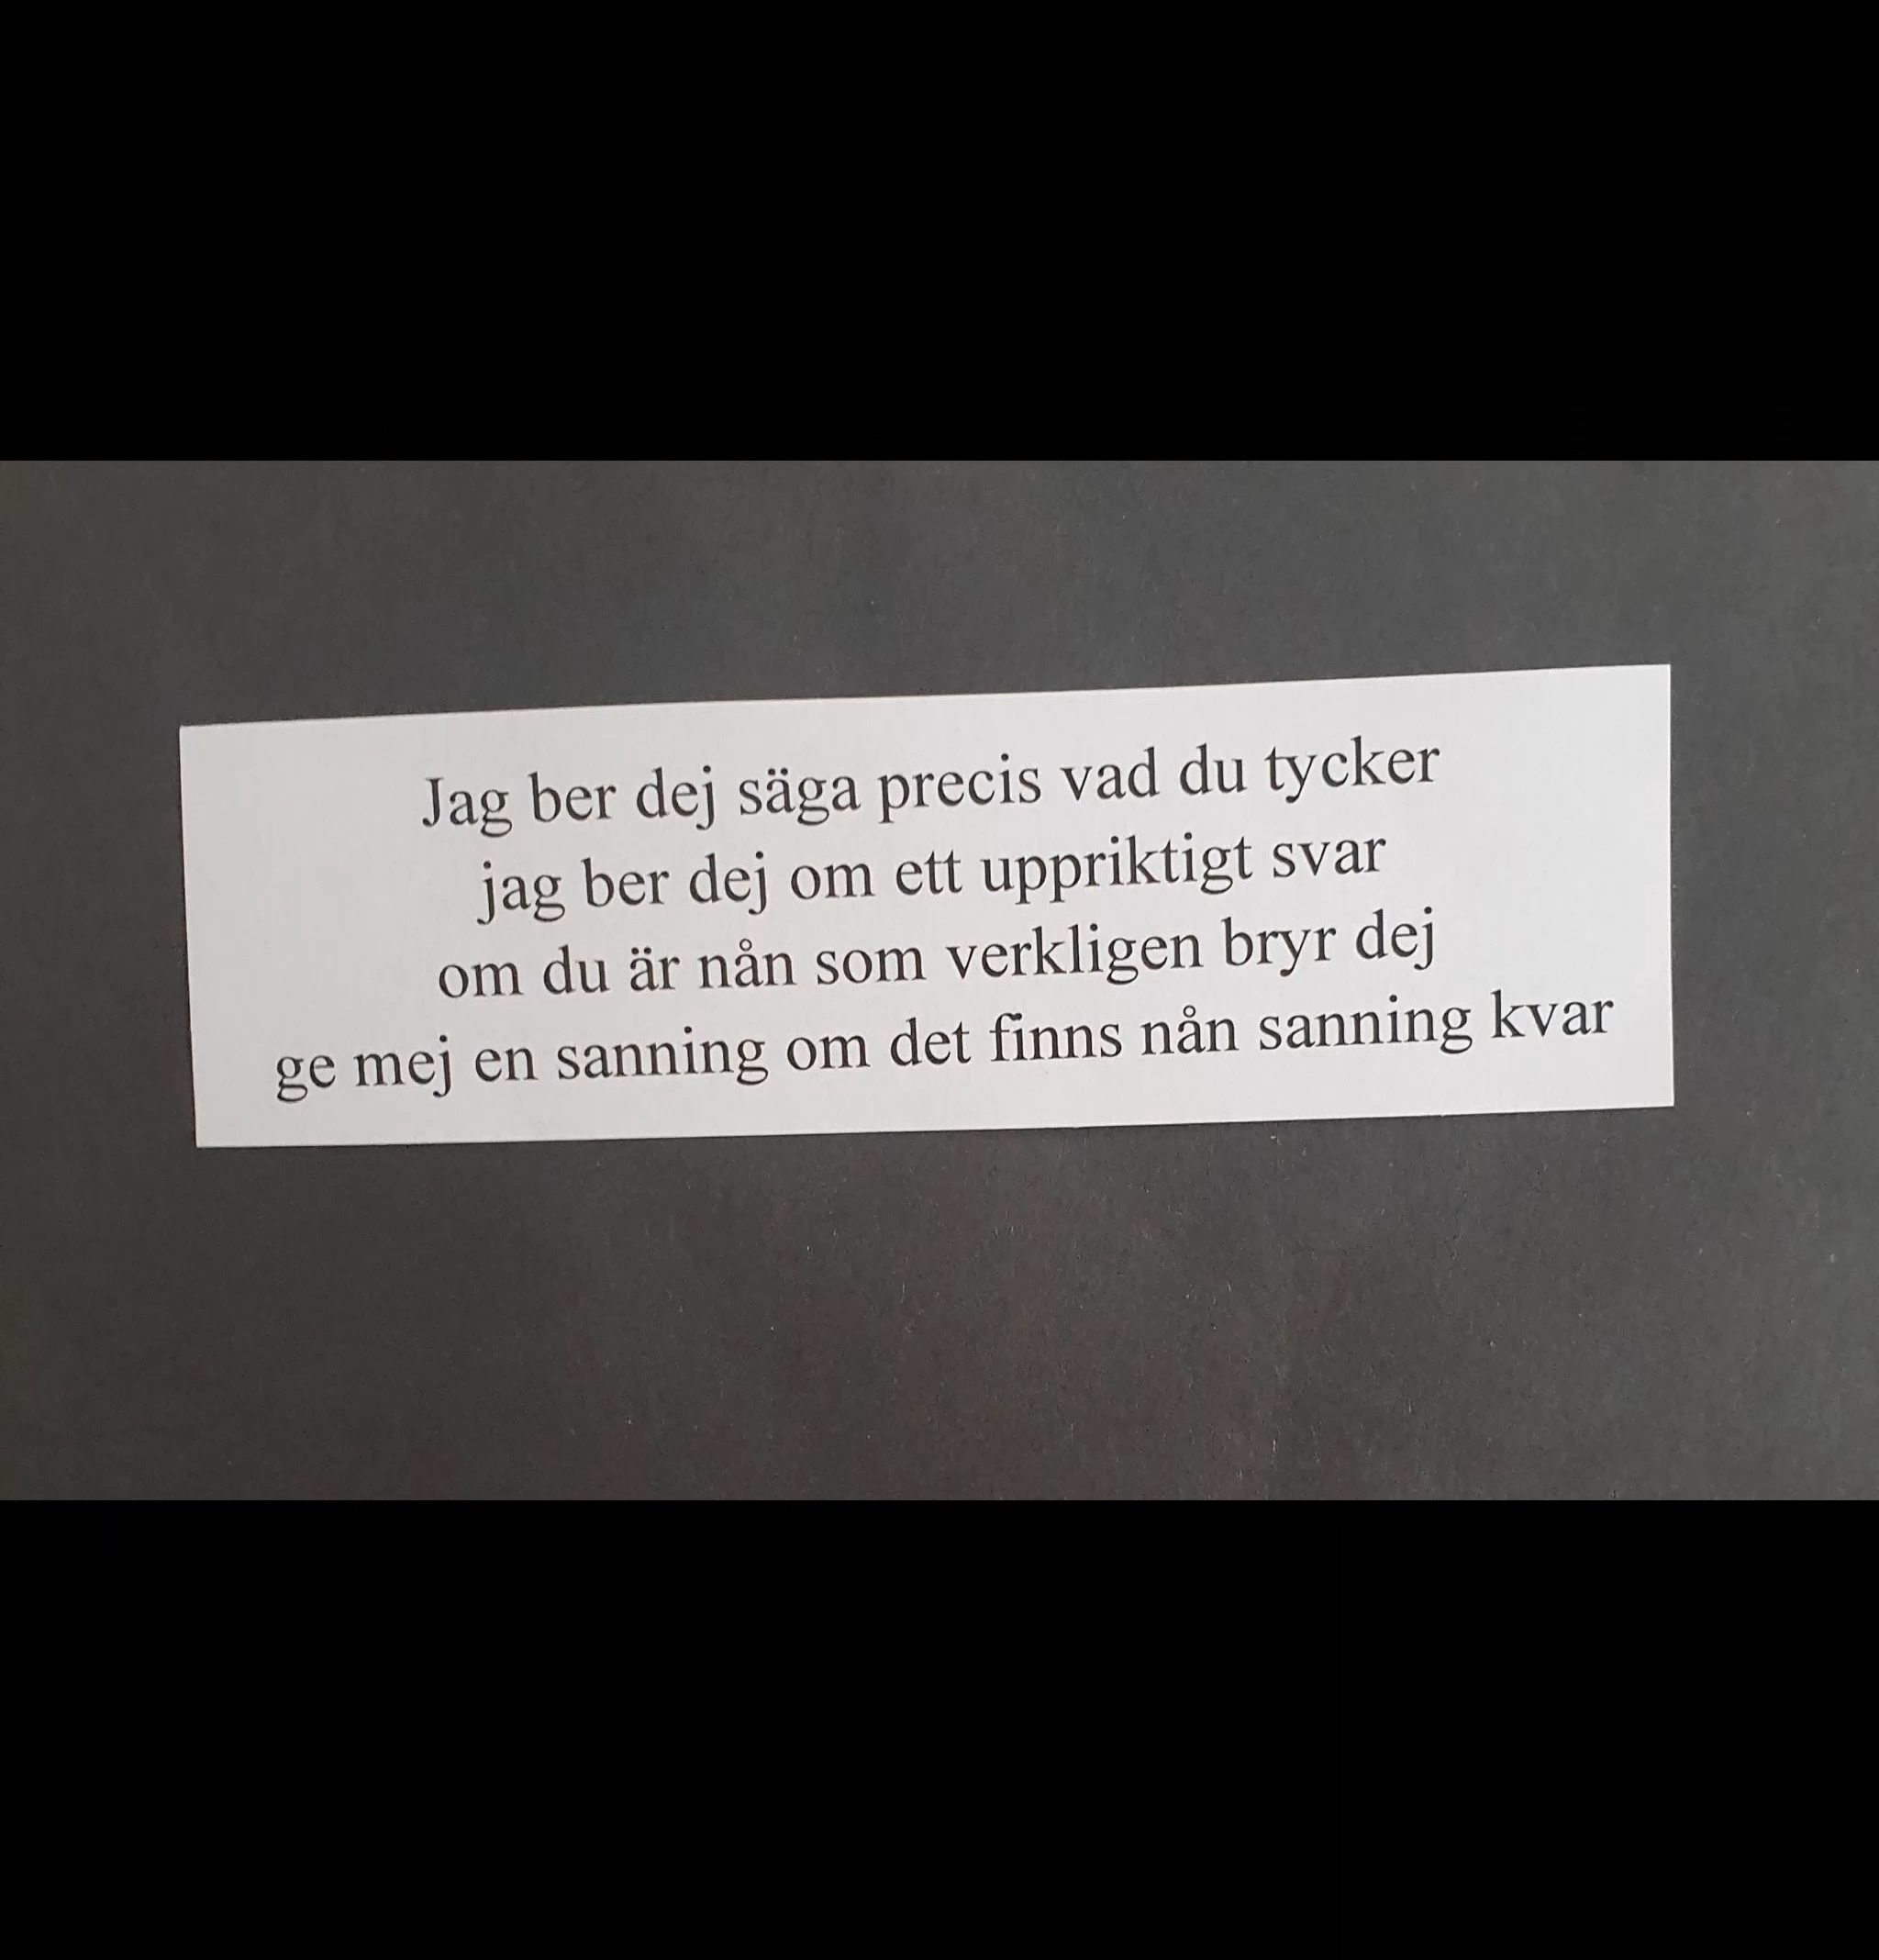 Jag ber dej säga precis vad du tycker
jag ber dej om ett uppriktigt svar
om du är nån som verkligen bryr dej
ge mej en sanning om det finns nån sanning kvar